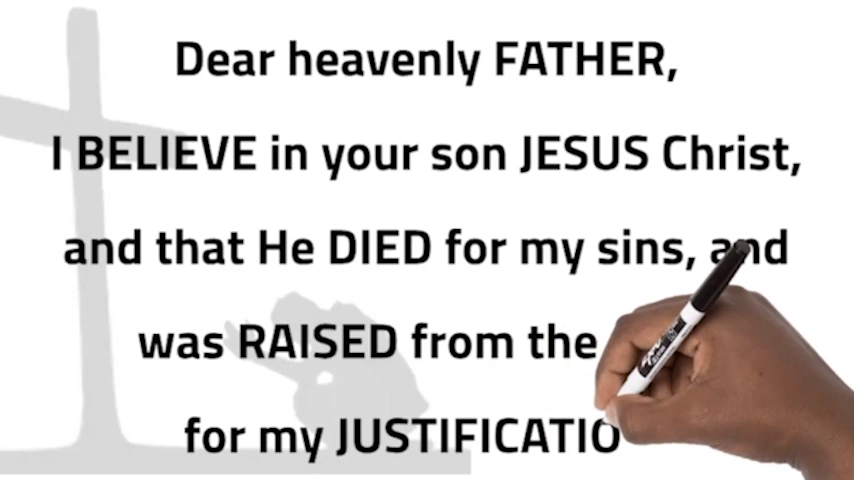 Dear heavenly FATHER,
I BELIEVE in your son JESUS Christ,
and that He DIED for my sins, and
was RAISED from the
for my JUSTIFICATIO